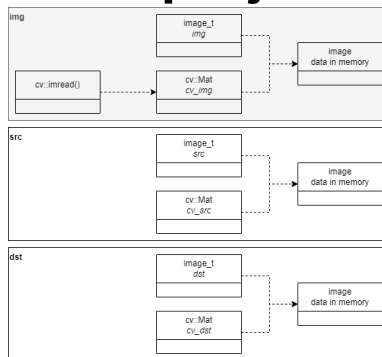 img
image_t
img
image
data in memory
cv::imread()
cv::Mat
cv_img
src
image_t
src
image
data in memory
cv::Mat
cv_src
dst
image_t
dst
image
data in memory
cv::Mat
cv_dst